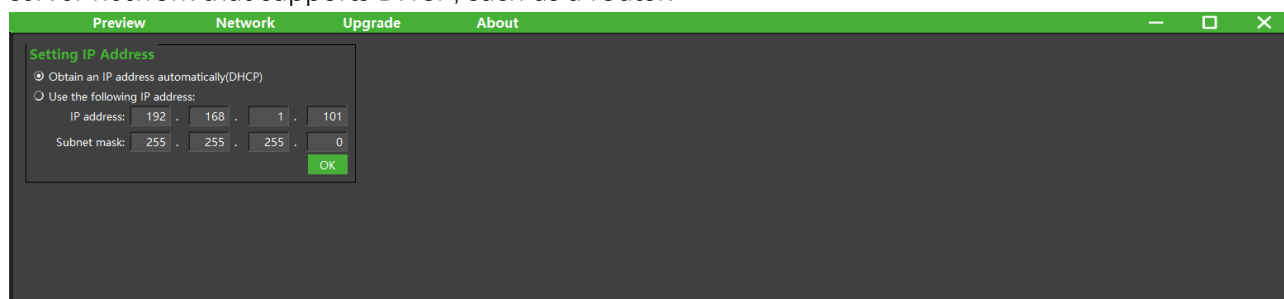 Preview Network Upgrade About
Setting IP Address
Obtain an IP address automatically(DHCP)
Use the following IP address:
IP address: 192 . 168 . 1 . 101
Subnet mask: 255 . 255 . 255 . 0
OK